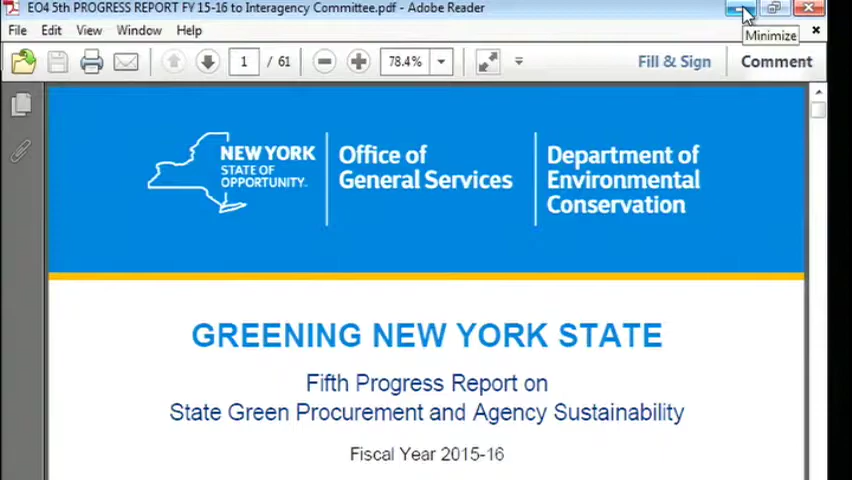 EO4 5th PROGRESS REPORT FY 15-16 to Interagency Committee.pdf - Adobe Reader
Minimize
File Edit View Window Help
1 / 61 78.4% Fill & Sign Comment
NEW YORK
STATE OF
OPPORTUNITY.
Office of
General Services
Department of
Environmental
Conservation
GREENING NEW YORK STATE
Fifth Progress Report on
State Green Procurement and Agency Sustainability
Fiscal Year 2015-16